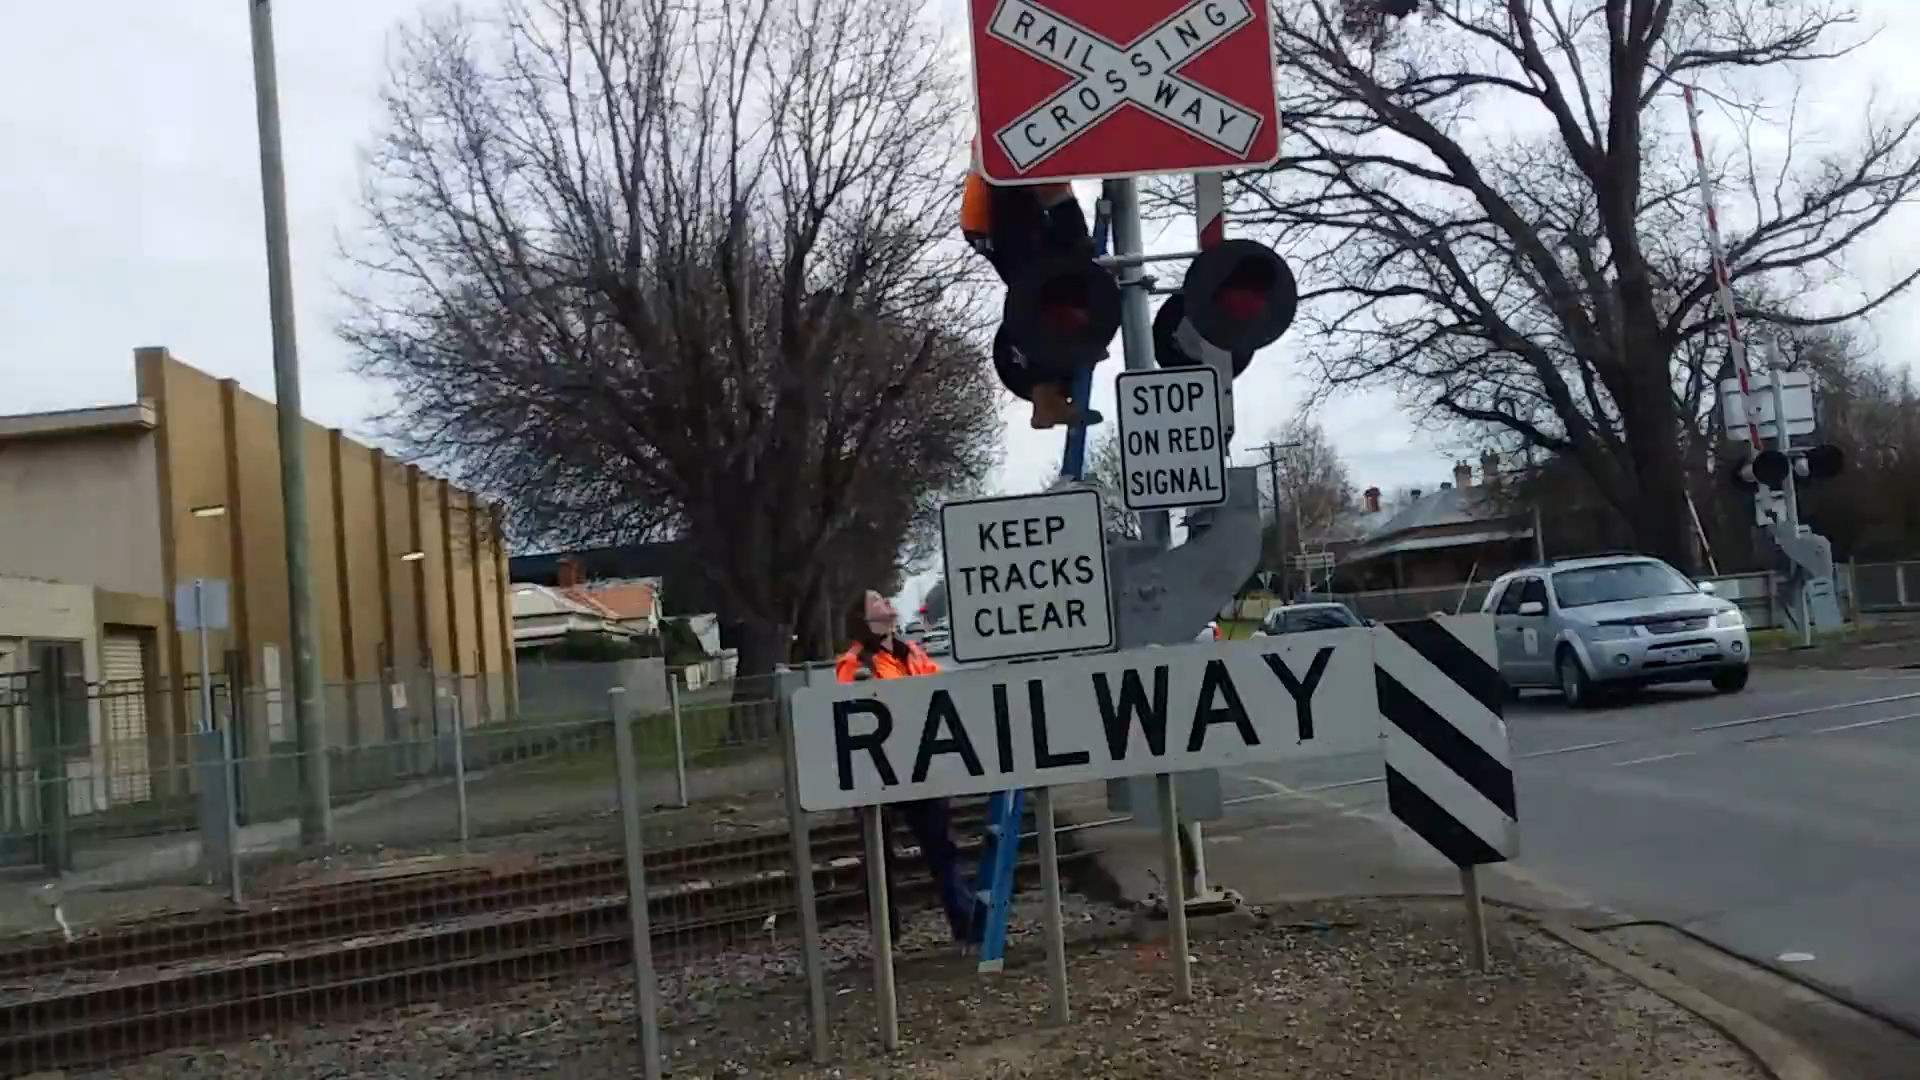 RAILWAY
CROSSING
STOP
ON RED
SIGNAL
KEEP
TRACKS
CLEAR
RAILWAY